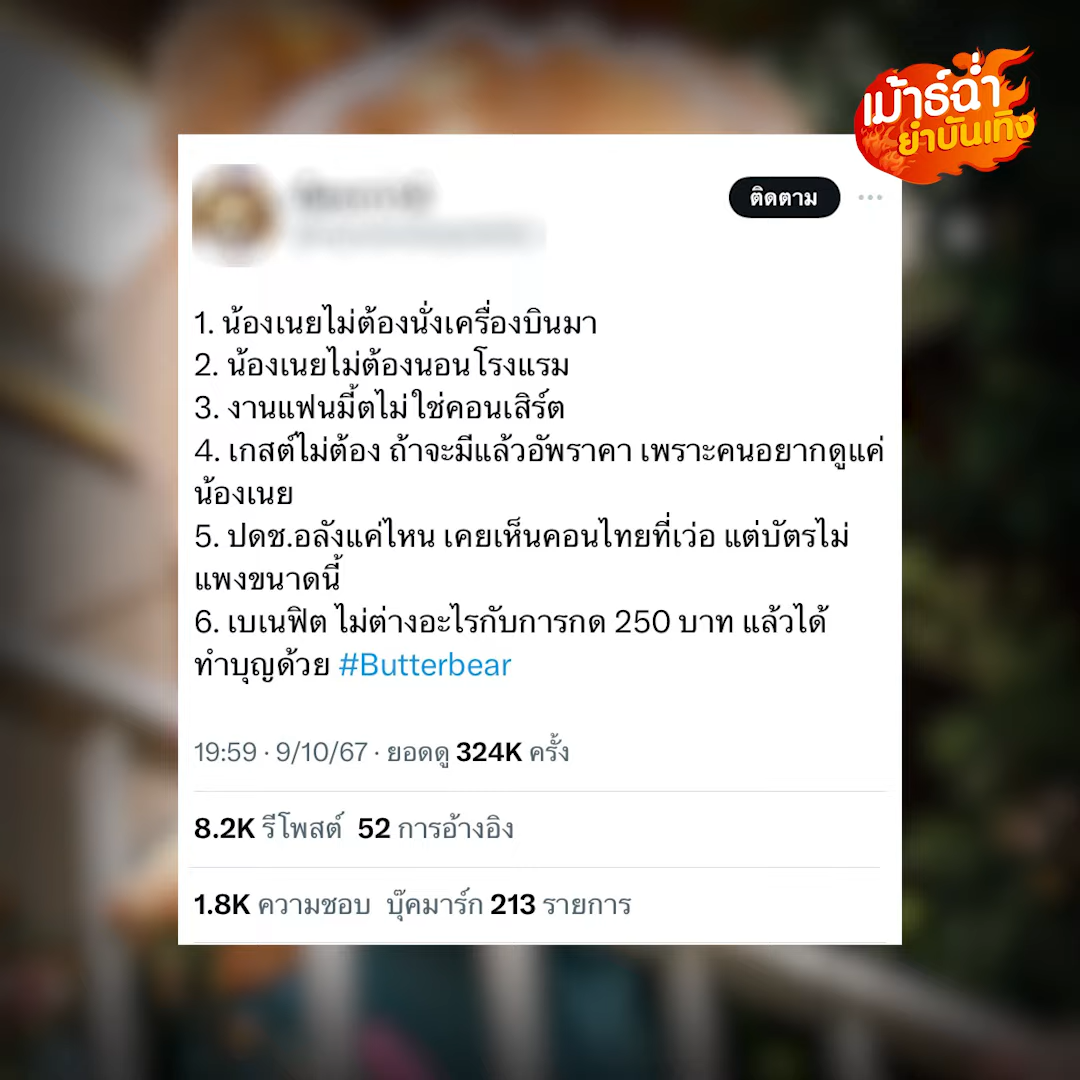 เม้าธ์ฉ่ำ
ยำบันเทิง
ติดตาม
1. น้องเนยไม่ต้องนั่งเครื่องบินมา
2. น้องเนยไม่ต้องนอนโรงแรม
3. งานแฟนมี้ตไม่ใช่คอนเสิร์ต
4. เกสต์ไม่ต้อง ถ้าจะมีแล้วอัพราคา เพราะคนอยากดูแค่
น้องเนย
5. ปดช.อลังแค่ไหน เคยเห็นคอนไทยที่เว่อ แต่บัตรไม่
แพงขนาดนี้
6. เบเนฟิต ไม่ต่างอะไรกับการกด 250 บาท แล้วได้
ทำบุญด้วย #Butterbear
19:59 · 9/10/67 · ยอดดู 324K ครั้ง
8.2K รีโพสต์ 52 การอ้างอิง
1.8K ความชอบ บุ๊คมาร์ก 213 รายการ